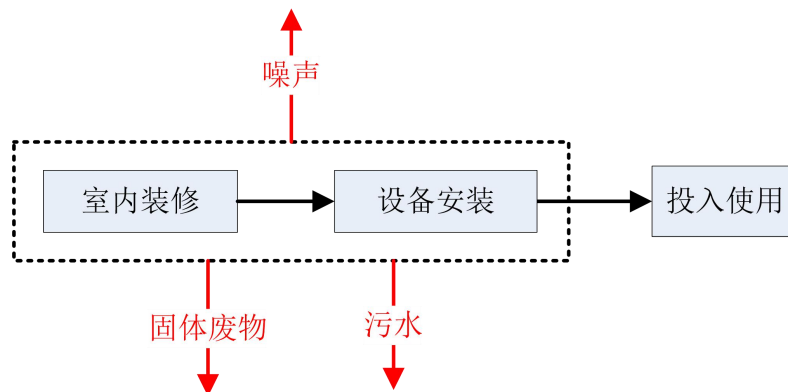 噪声
室内装修
设备安装
投入使用
固体废物
污水